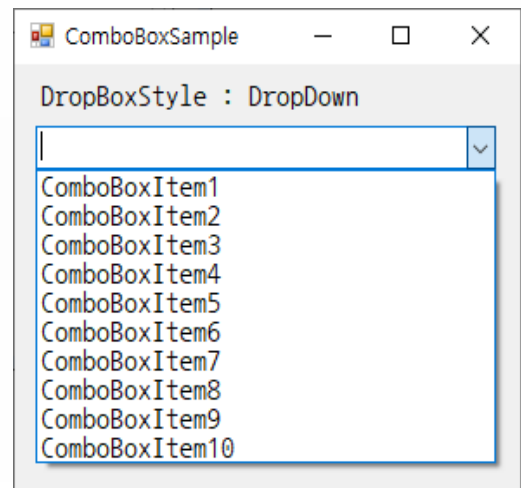 ComboBoxSample
DropBoxStyle : DropDown
ComboBoxItem1
ComboBoxItem2
ComboBoxItem3
ComboBoxItem4
ComboBoxItem5
ComboBoxItem6
ComboBoxItem7
ComboBoxItem8
ComboBoxItem9
ComboBoxItem10